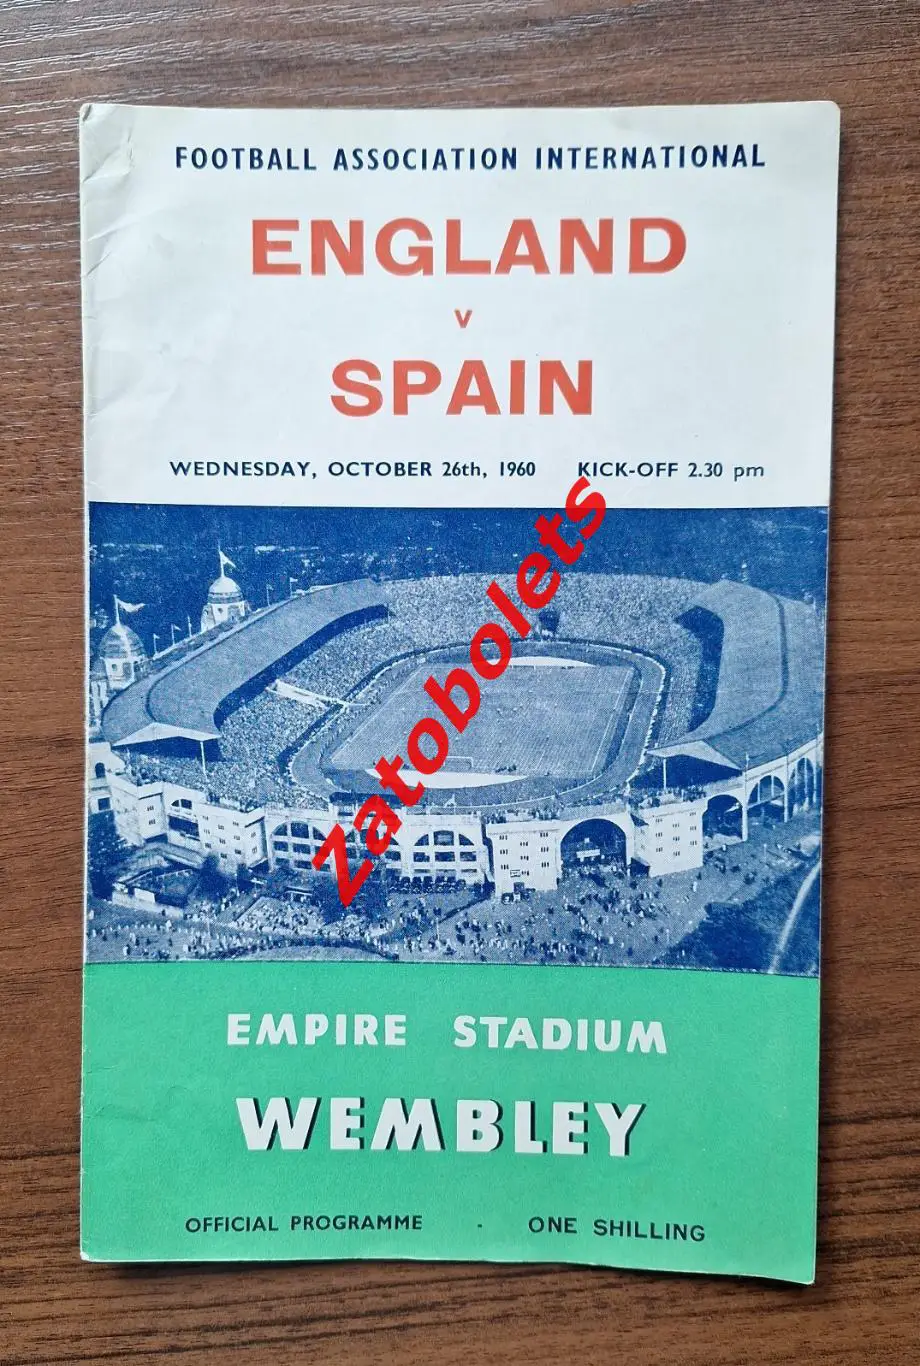 FOOTBALL ASSOCIATION INTERNATIONAL
ENGLAND
v
SPAIN
WEDNESDAY, OCTOBER 26th, 1960 KICK-OFF 2.30 pm
Zatobolets
EMPIRE STADIUM
WEMBLEY
OFFICIAL PROGRAMME - ONE SHILLING